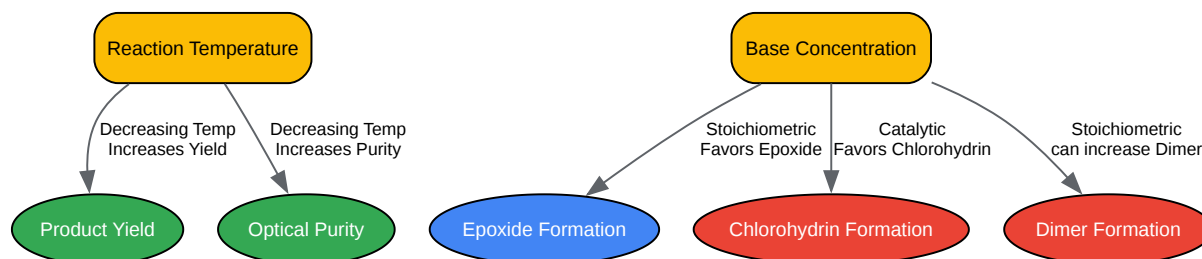 Reaction Temperature
Base Concentration
Decreasing Temp
Increases Yield
Decreasing Temp
Increases Purity
Stoichiometric
Favors Epoxide
Catalytic
Favors Chlorohydrin
Stoichiometric
can increase Dimer
Product Yield
Optical Purity
Epoxide Formation
Chlorohydrin Formation
Dimer Formation